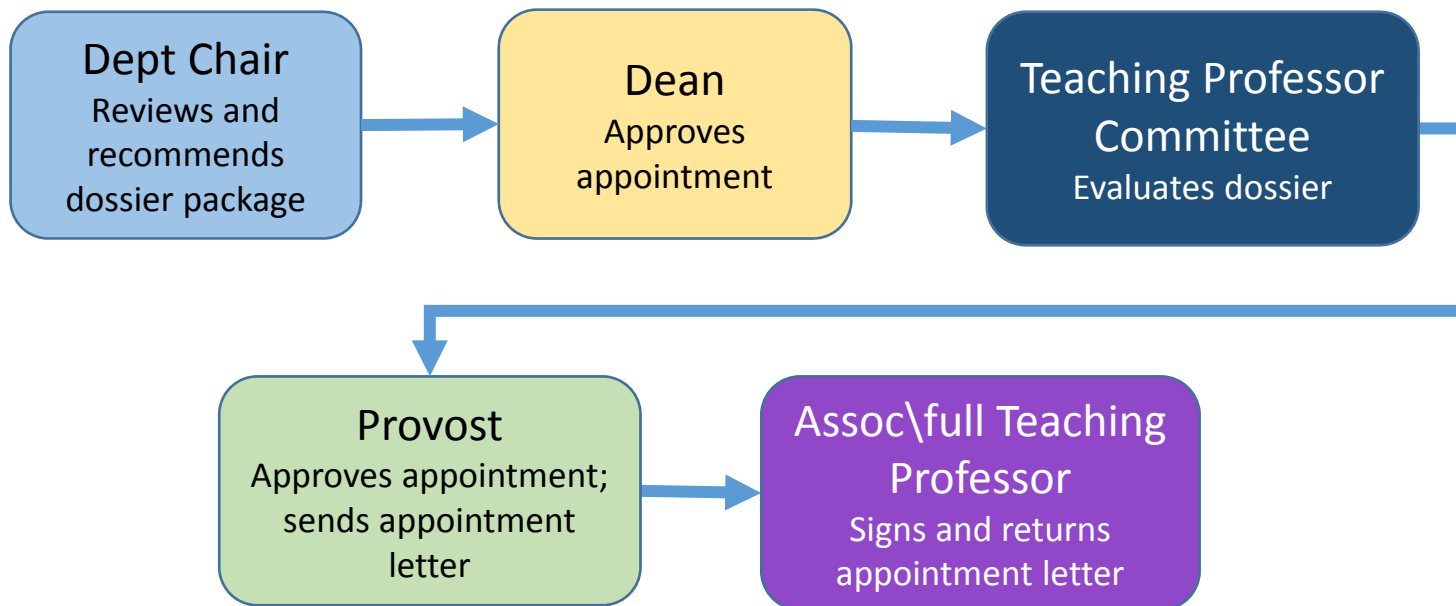 Dept Chair
Reviews and
recommends
dossier package
Dean
Approves
appointment
Teaching Professor
Committee
Evaluates dossier
Provost
Approves appointment;
sends appointment
letter
Assoc\full Teaching
Professor
Signs and returns
appointment letter